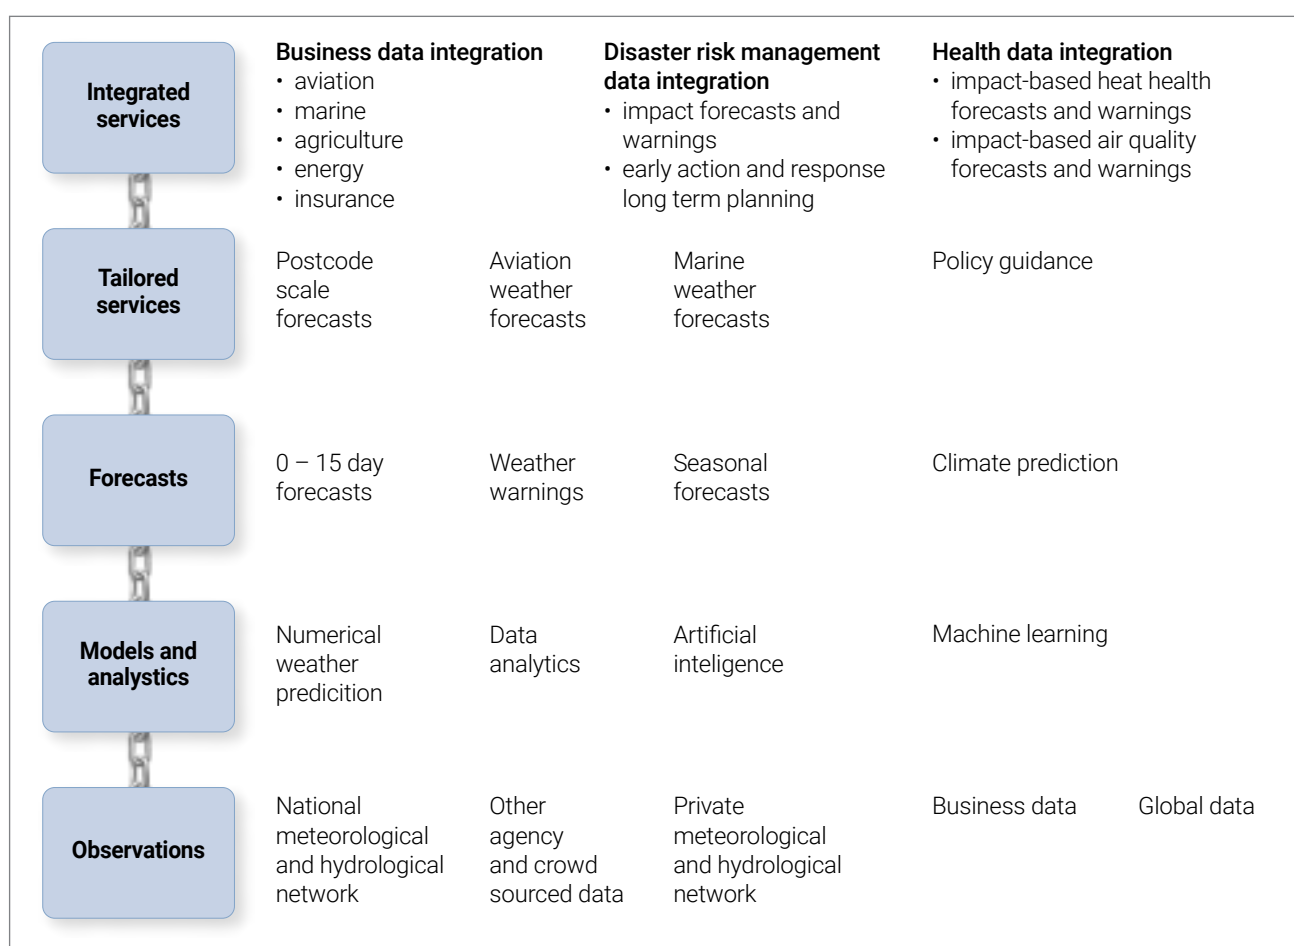 Integrated
services
Business data integration
• aviation
• marine
• agriculture
• energy
• insurance
Disaster risk management
data integration
• impact forecasts and
warnings
• early action and response
long term planning
Health data integration
• impact-based heat health
forecasts and warnings
• impact-based air quality
forecasts and warnings
Tailored
services
Postcode
scale
forecasts
Aviation
weather
forecasts
Marine
weather
forecasts
Policy guidance
Forecasts
0 – 15 day
forecasts
Weather
warnings
Seasonal
forecasts
Climate prediction
Models and
analystics
Numerical
weather
predicition
Data
analytics
Artificial
inteligence
Machine learning
Observations
National
meteorological
and hydrological
network
Other
agency
and crowd
sourced data
Private
meteorological
and hydrological
network
Business data
Global data